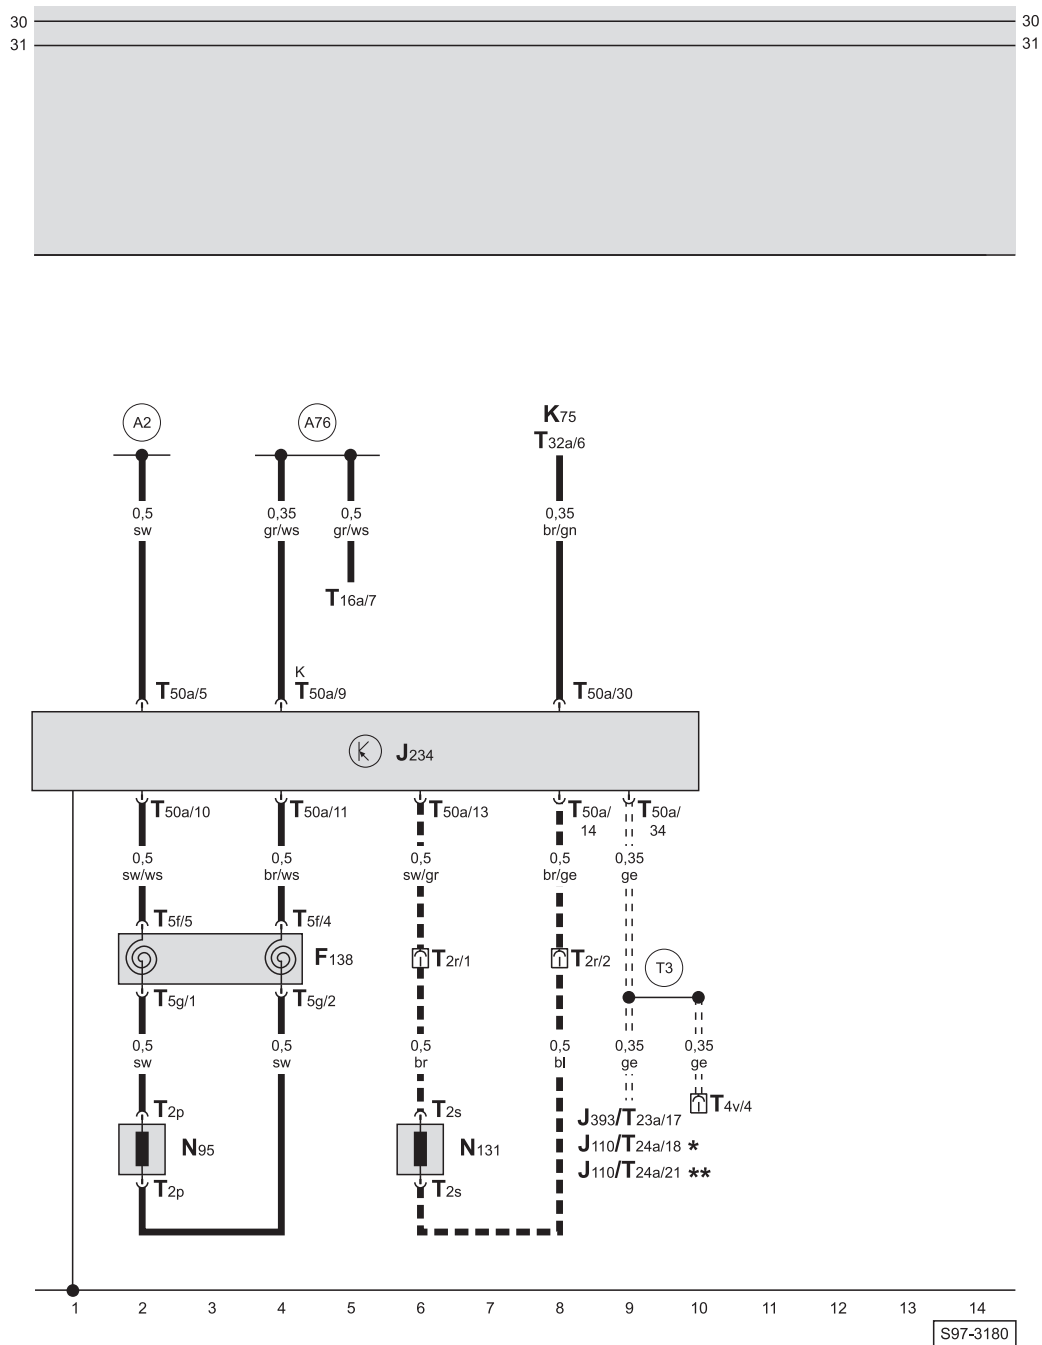 30 30
31 31
A2 A76 K75
T32a/6
0,5 0,35 0,5 0,35
sw gr/ws gr/ws br/gn
T16a/7
K
T50a/5 T50a/9 T50a/30
J234
T50a/10 T50a/11 T50a/13 T50a/ T50a/
14 34
0,5 0,5 0,5 0,5 0,35
sw/ws br/ws sw/gr br/ge ge
T5f/5 T5f/4
F138 T2r/1 T2r/2 T3
T5g/1 T5g/2
0,5 0,5 0,5 0,5 0,35 0,35
sw sw br bl ge ge
T2p T2s J393/T23a/17 T4v/4
N95 N131 J110/T24a/18 *
T2p T2s J110/T24a/21 **
1 2 3 4 5 6 7 8 9 10 11 12 13 14
S97-3180